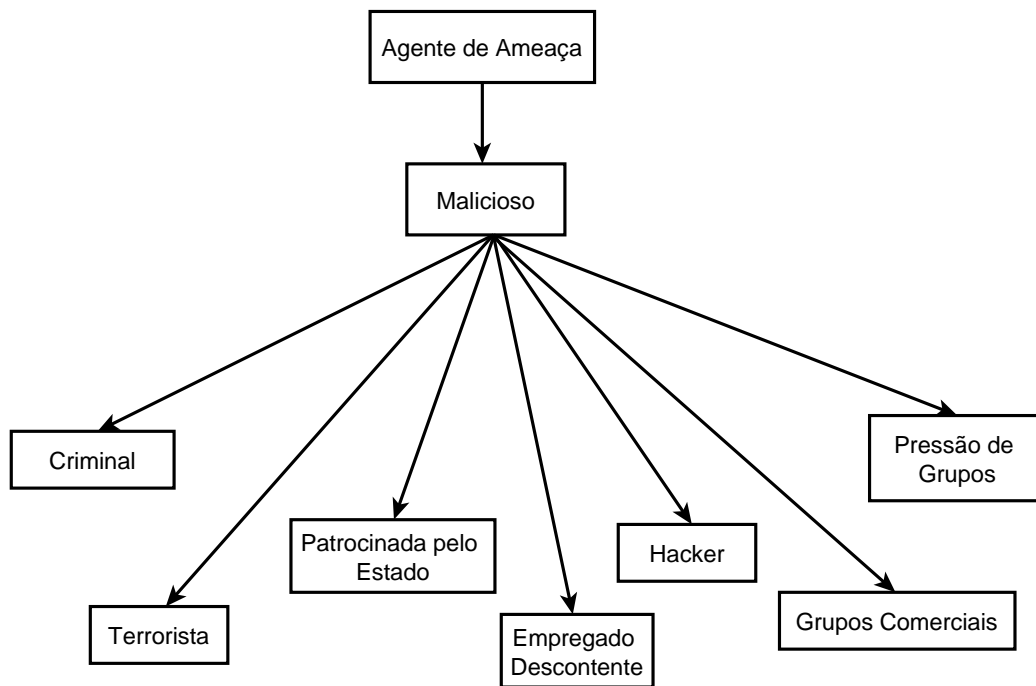 Agente de Ameaça
Malicioso
Criminal
Pressão de
Grupos
Patrocinada pelo
Estado
Hacker
Terrorista
Empregado
Descontente
Grupos Comerciais